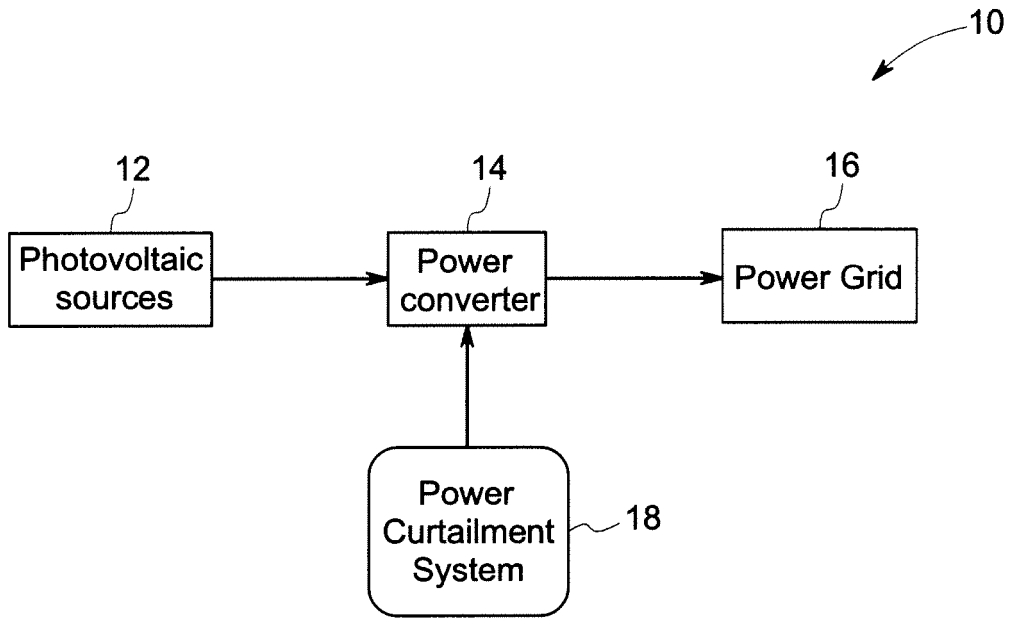 10
12
14
16
Photovoltaic
sources
Power
converter
Power Grid
Power
Curtailment
System
18